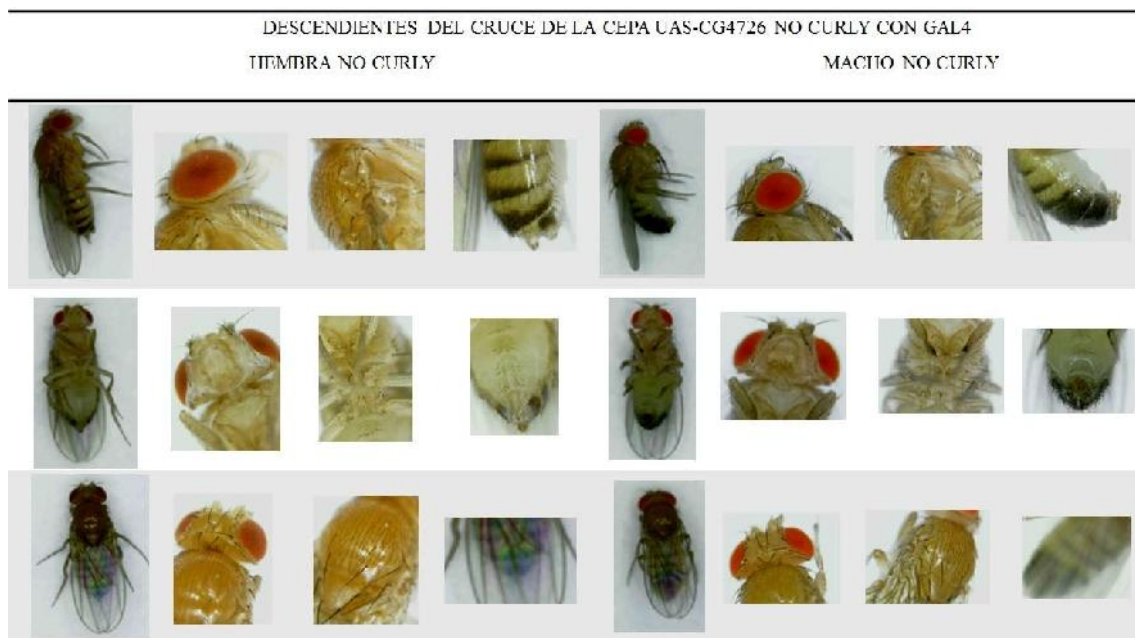 DESCENDIENTES DEL CRUCE DE LA CEPA UAS-CG4726 NO CURLY CON GAL4
HEMBRA NO CURLY MACHO NO CURLY